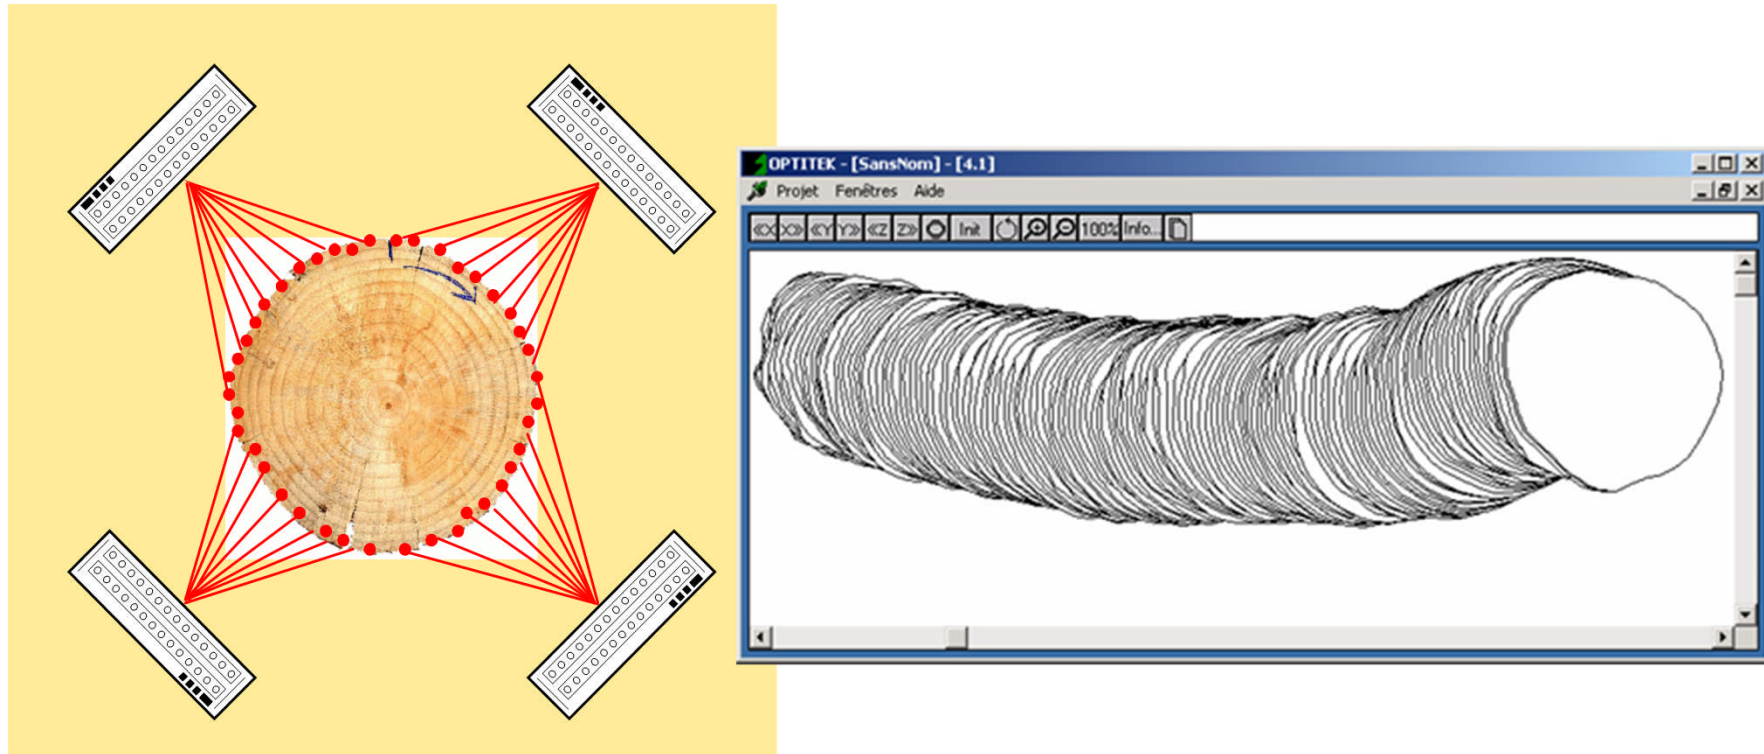 OPTITEK - [SansNom] - [4.1]
Projet Fenêtres Aide
«X X» «Y Y» «Z Z» Init 100% Info...